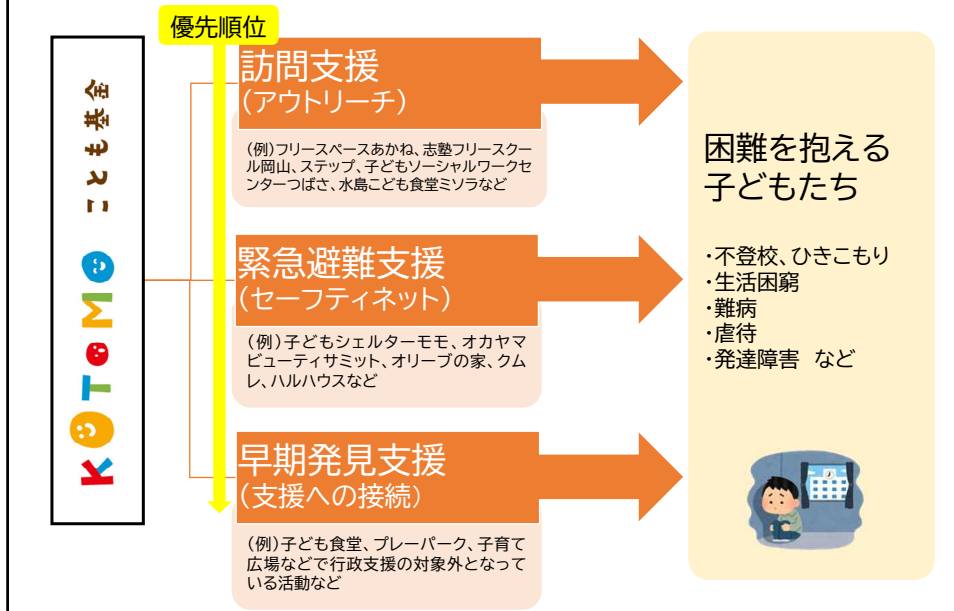 優先順位
KOToMO こども基金
訪問支援
(アウトリーチ)
(例)フリースペースあかね、志塾フリースクー
ル岡山、ステップ、子どもソーシャルワークセ
ンターつばさ、水島こども食堂ミソラなど
緊急避難支援
(セーフティネット)
(例)子どもシェルターモモ、オカヤマ
ビューティサミット、オリーブの家、クム
レ、ハルハウスなど
早期発見支援
(支援への接続)
(例)子ども食堂、プレーパーク、子育て
広場などで行政支援の対象外となって
いる活動など
困難を抱える
子どもたち
・不登校、ひきこもり
・生活困窮
・難病
・虐待
・発達障害 など